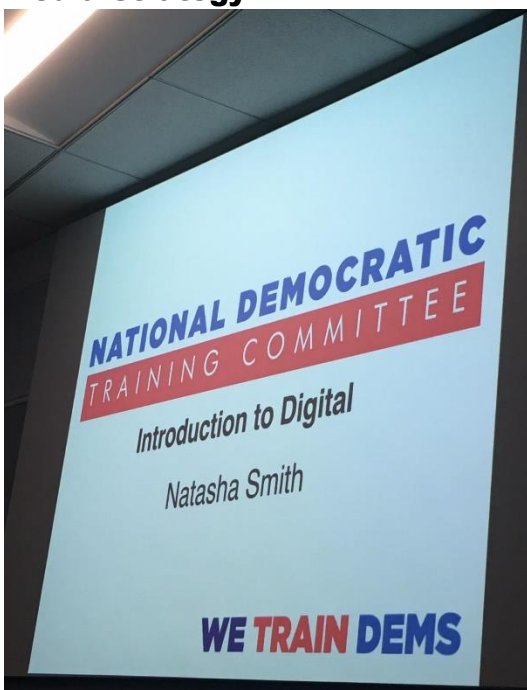 NATIONAL DEMOCRATIC
TRAINING COMMITTEE
Introduction to Digital
Natasha Smith
WE TRAIN DEMS